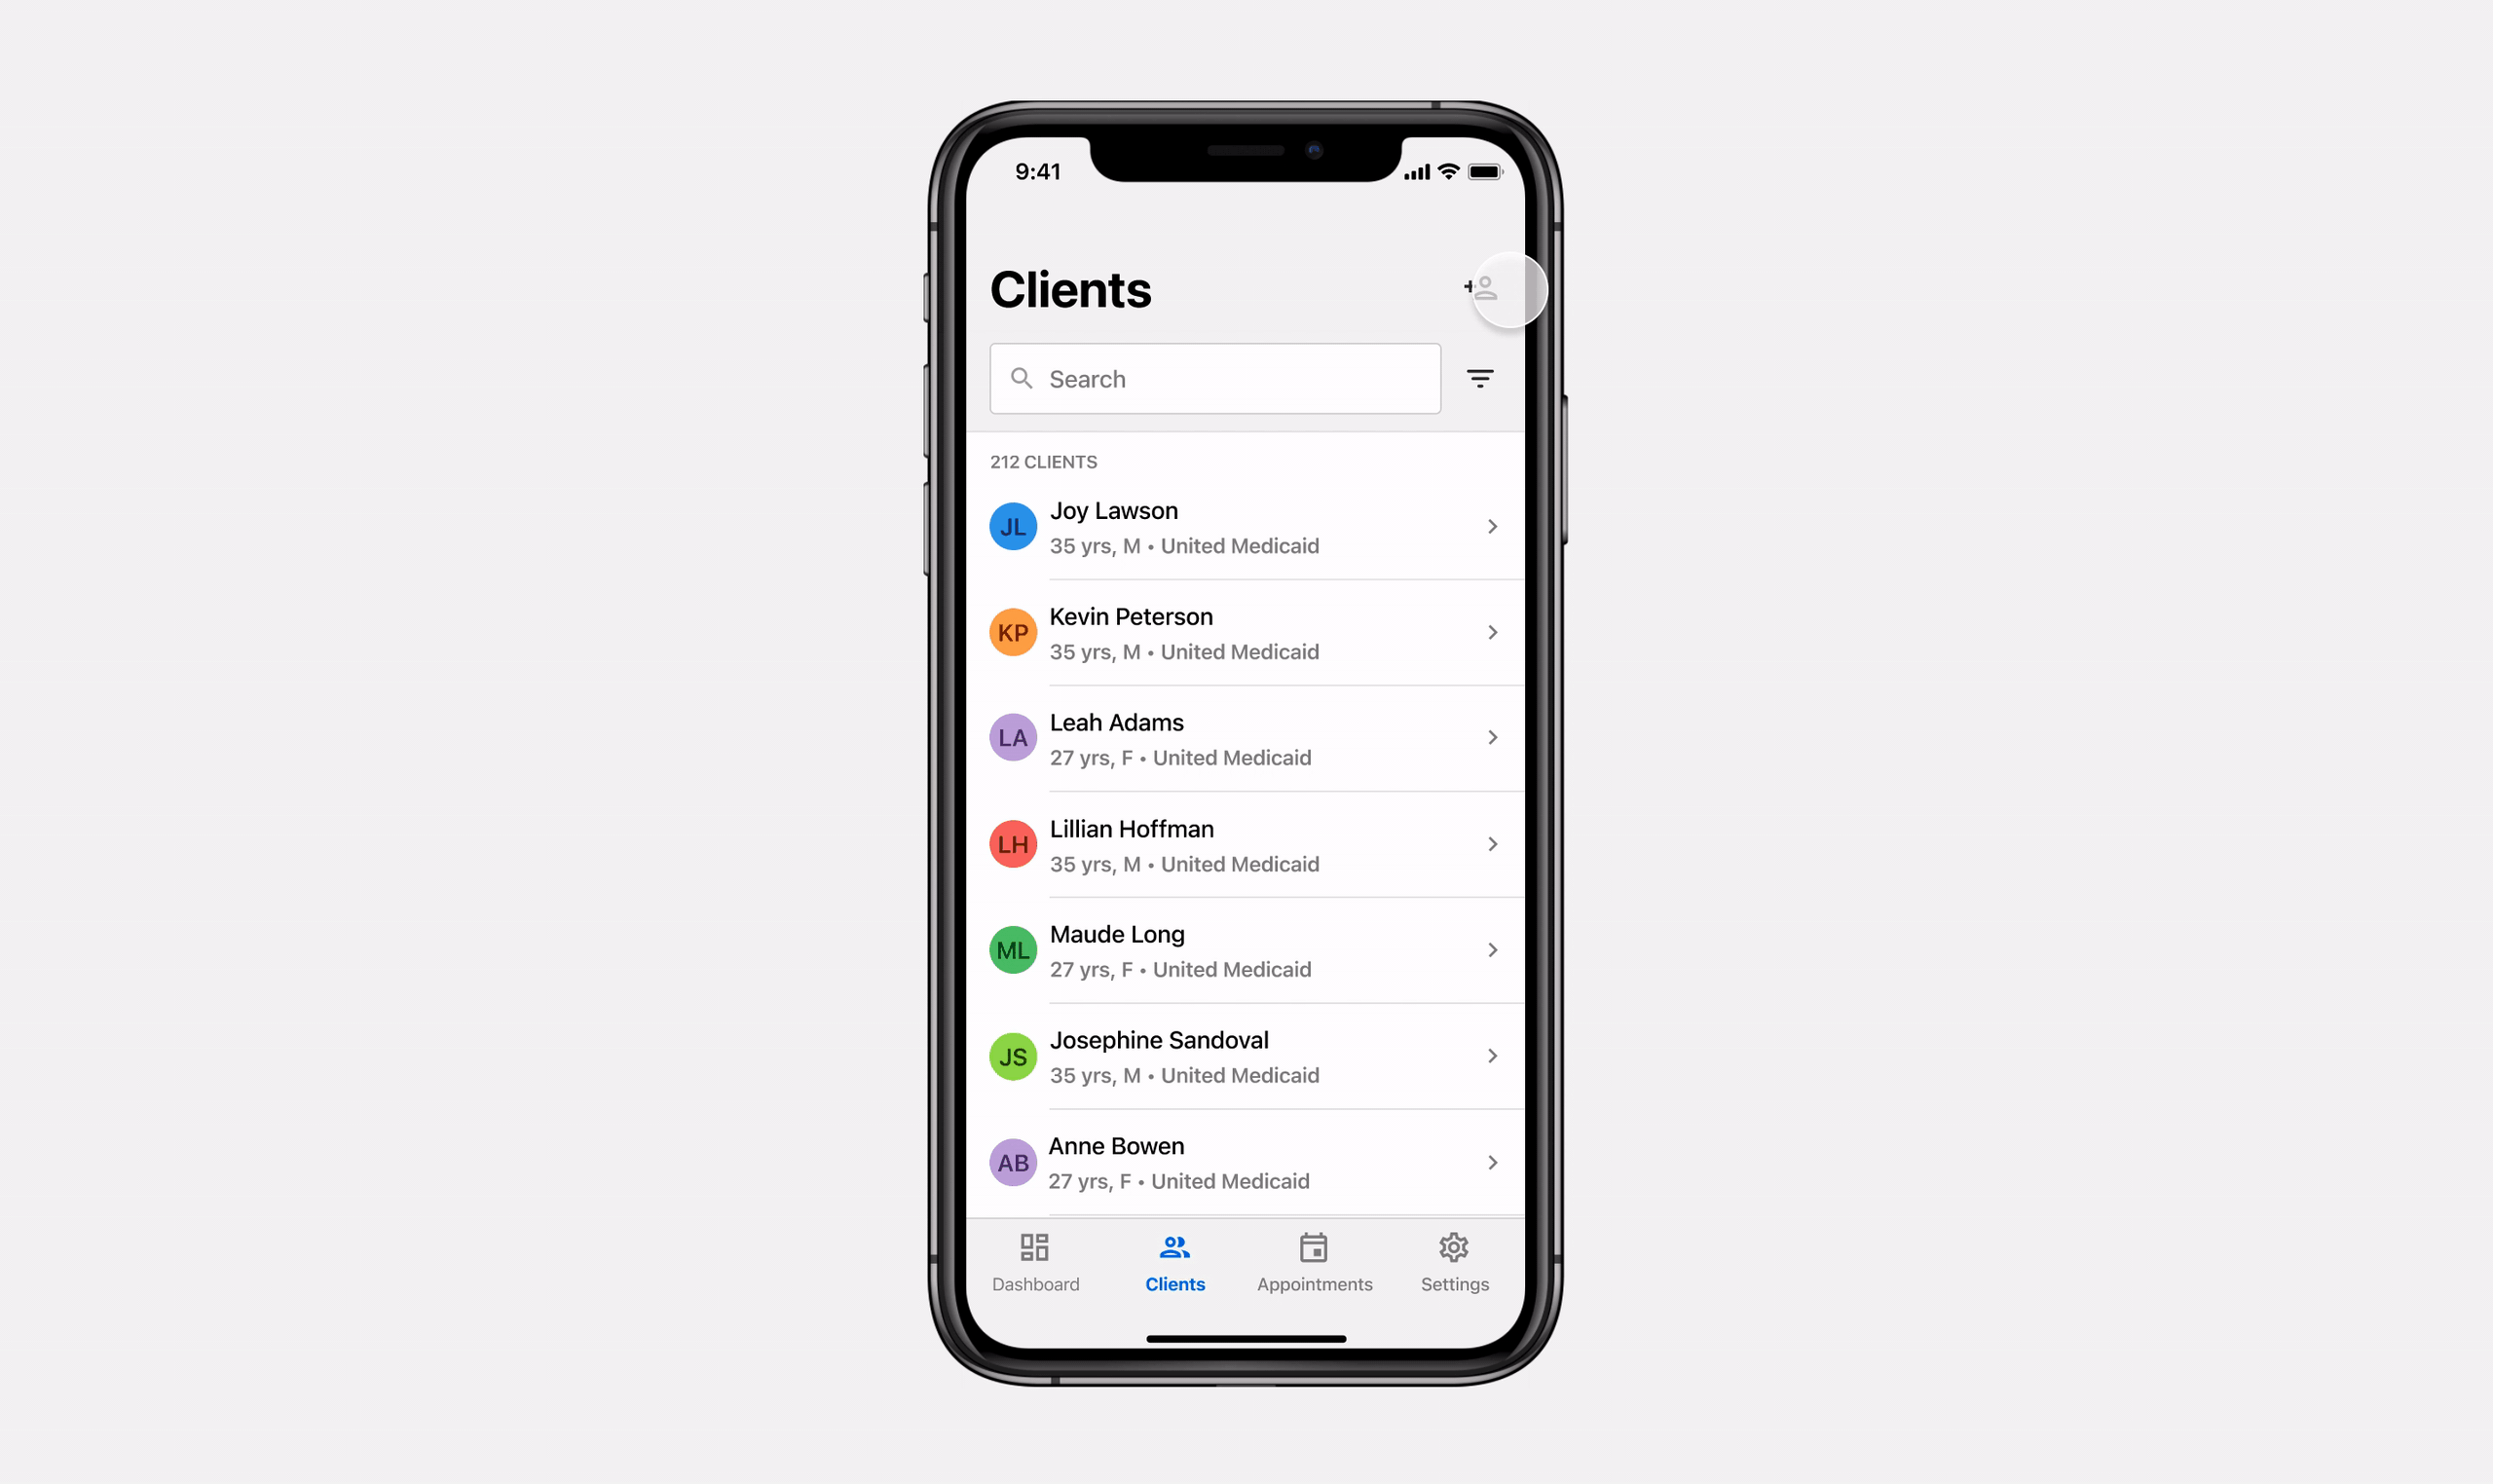 9:41
Clients
Search
212 CLIENTS
JL
Joy Lawson
35 yrs, M • United Medicaid
KP
Kevin Peterson
35 yrs, M • United Medicaid
LA
Leah Adams
27 yrs, F • United Medicaid
LH
Lillian Hoffman
35 yrs, M • United Medicaid
ML
Maude Long
27 yrs, F • United Medicaid
JS
Josephine Sandoval
35 yrs, M • United Medicaid
AB
Anne Bowen
27 yrs, F • United Medicaid
Dashboard Clients Appointments Settings